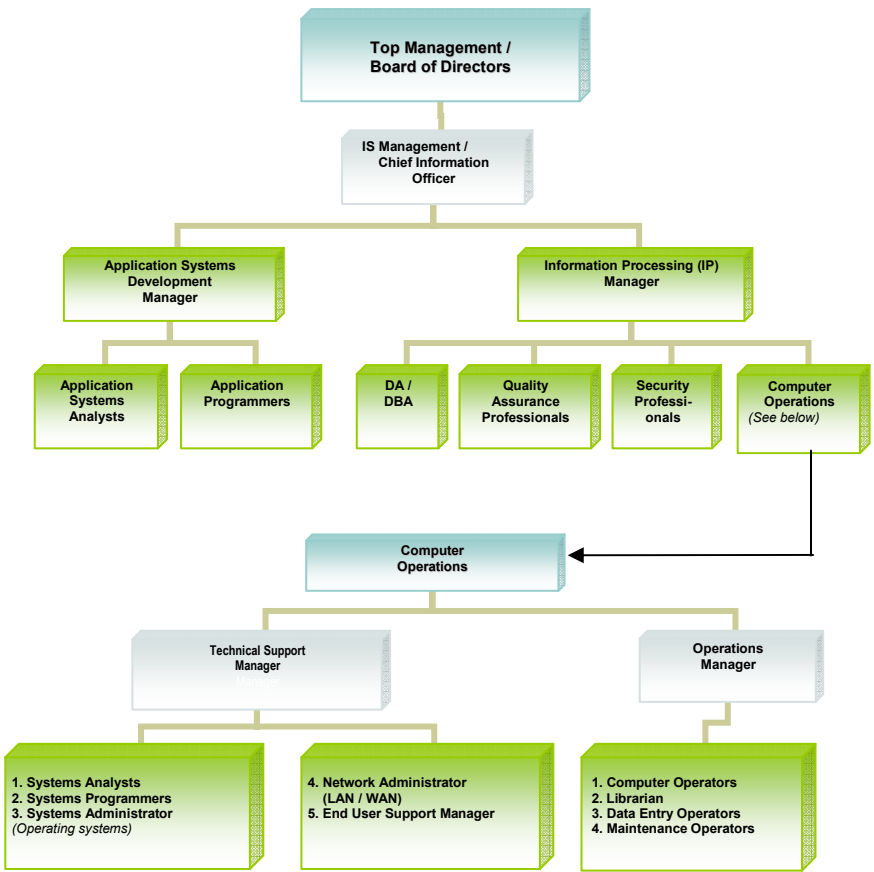 Top Management /
Board of Directors
IS Management /
Chief Information
Officer
Application Systems
Development
Manager
Information Processing (IP)
Manager
Application
Systems
Analysts
Application
Programmers
DA /
DBA
Quality
Assurance
Professionals
Security
Professi-
onals
Computer
Operations
(See below)
Computer
Operations
Technical Support
Manager
Manager
Operations
Manager
1. Systems Analysts
2. Systems Programmers
3. Systems Administrator
(Operating systems)
4. Network Administrator
(LAN / WAN)
5. End User Support Manager
1. Computer Operators
2. Librarian
3. Data Entry Operators
4. Maintenance Operators